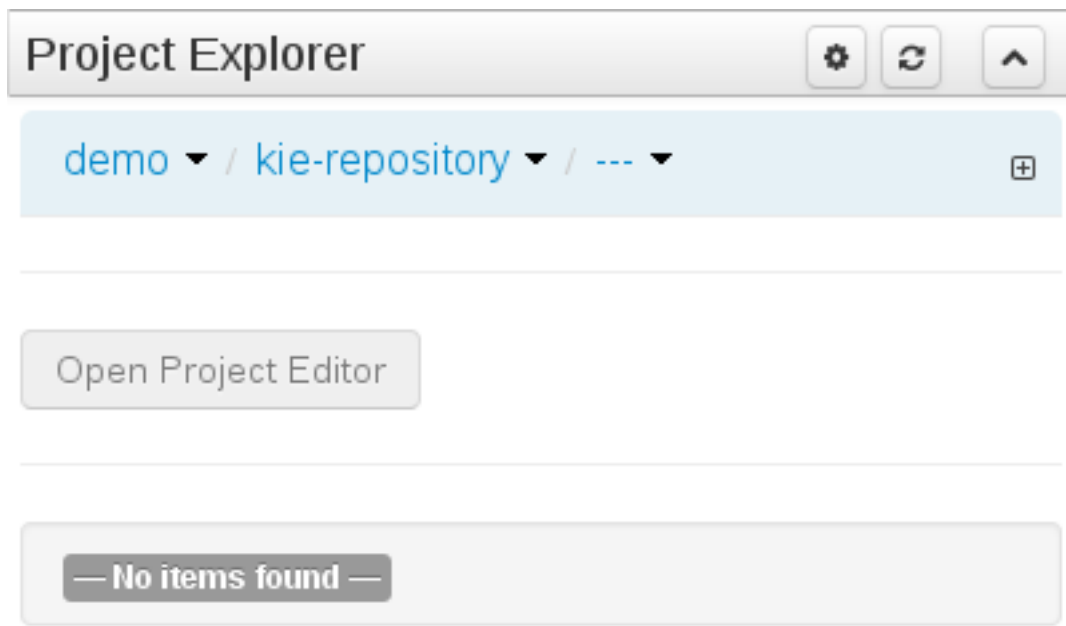 Project Explorer
demo / kie-repository / ---
Open Project Editor
— No items found —